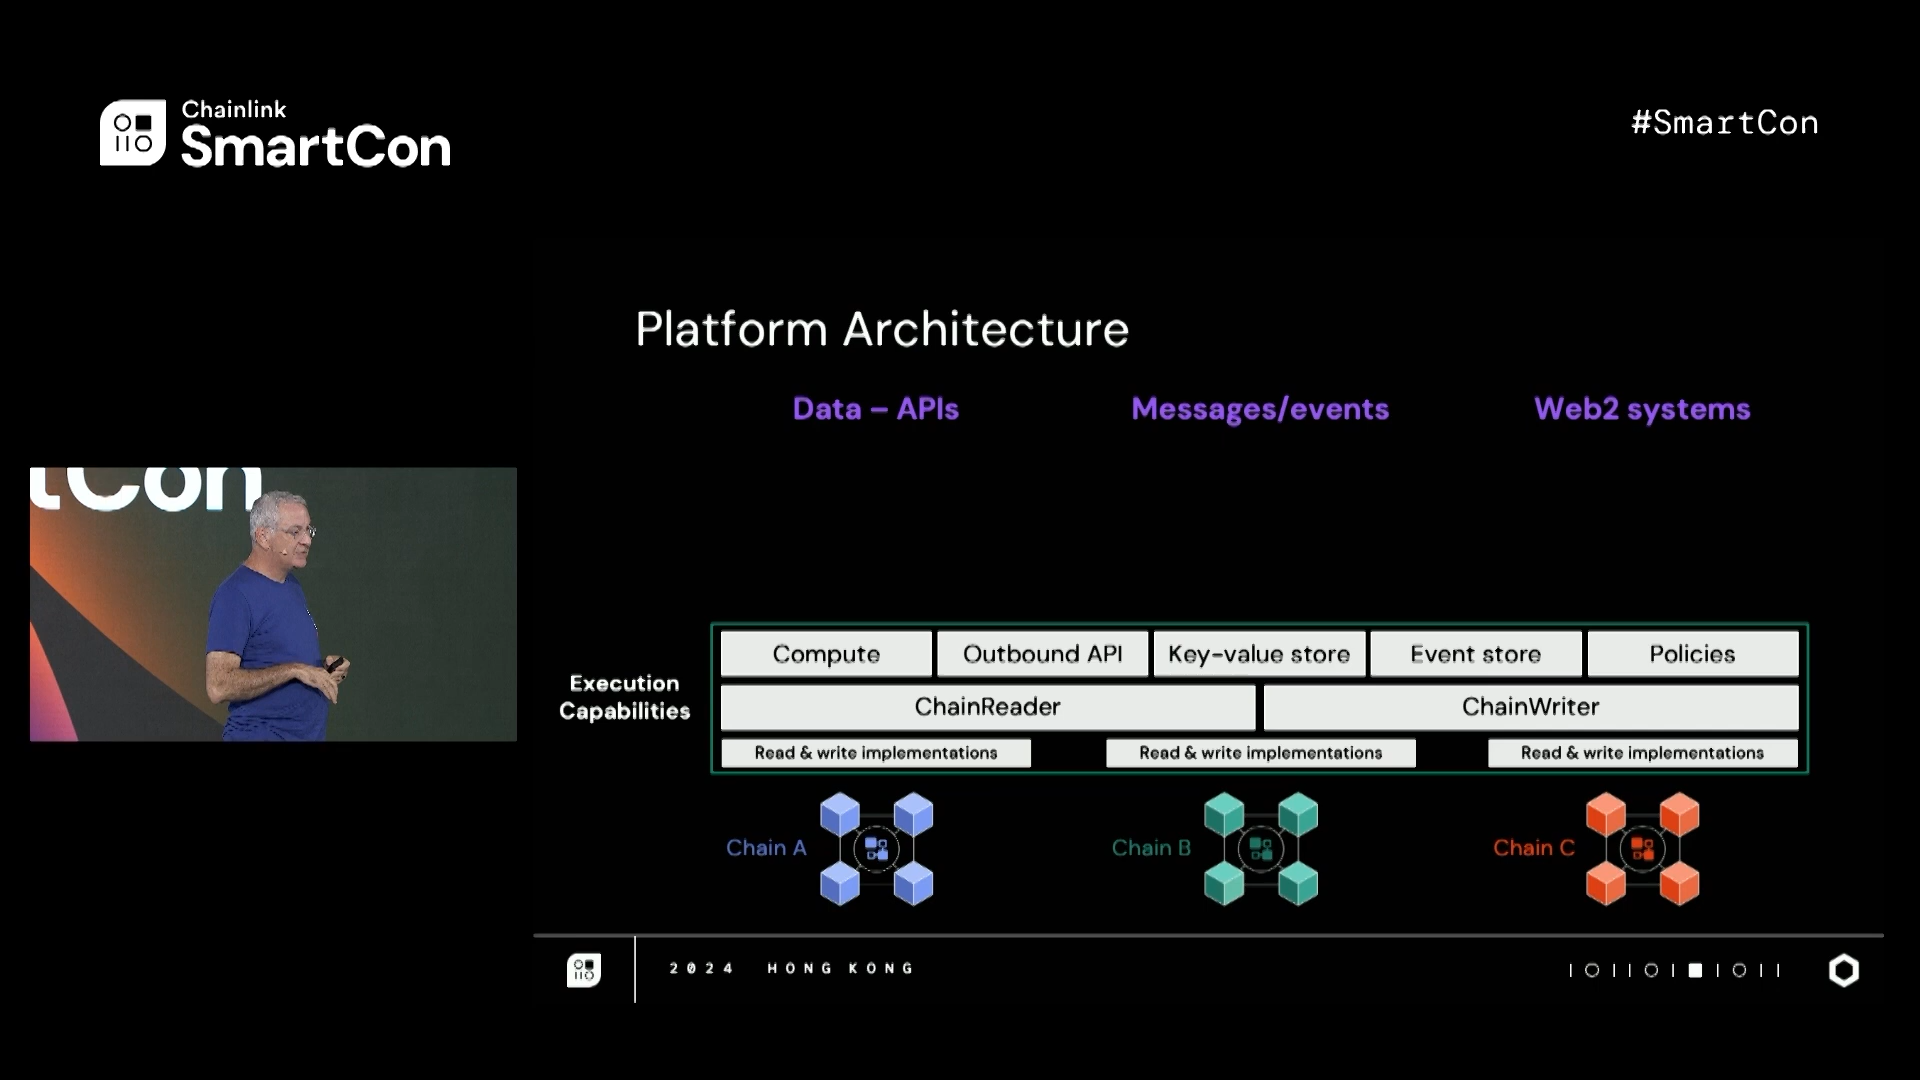 Chainlink
SmartCon
#SmartCon
Platform Architecture
Data – APIs
Messages/events
Web2 systems
tCon
Execution
Capabilities
Compute
Outbound API
Key-value store
Event store
Policies
ChainReader
ChainWriter
Read & write implementations
Read & write implementations
Read & write implementations
Chain A
Chain B
Chain C
2024 HONG KONG